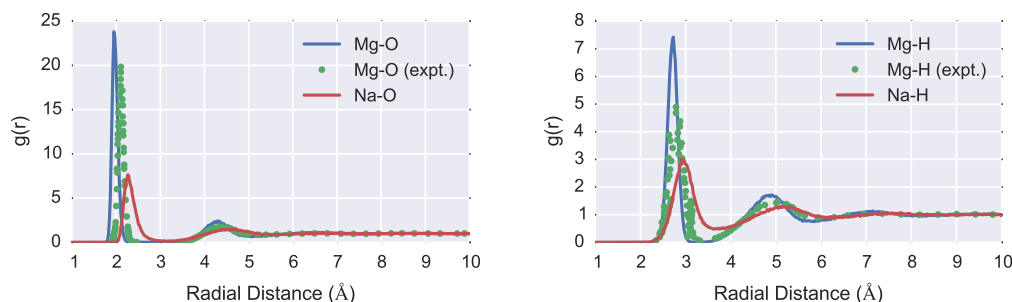 25
20
15
10
5
0
g(r)
Mg-O
Mg-O (expt.)
Na-O
1 2 3 4 5 6 7 8 9 10
Radial Distance (Å)
8
7
6
5
4
3
2
1
0
g(r)
Mg-H
Mg-H (expt.)
Na-H
1 2 3 4 5 6 7 8 9 10
Radial Distance (Å)